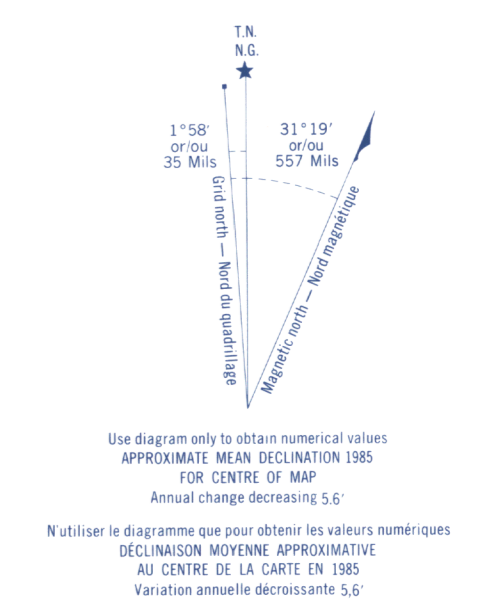 T.N.
N.G.
1°58′
or/ou
35 Mils
31°19′
or/ou
557 Mils
Grid north — Nord du quadrillage
Magnetic north — Nord magnétique
Use diagram only to obtain numerical values
APPROXIMATE MEAN DECLINATION 1985
FOR CENTRE OF MAP
Annual change decreasing 5.6′
N'utiliser le diagramme que pour obtenir les valeurs numériques
DÉCLINAISON MOYENNE APPROXIMATIVE
AU CENTRE DE LA CARTE EN 1985
Variation annuelle décroissante 5,6′